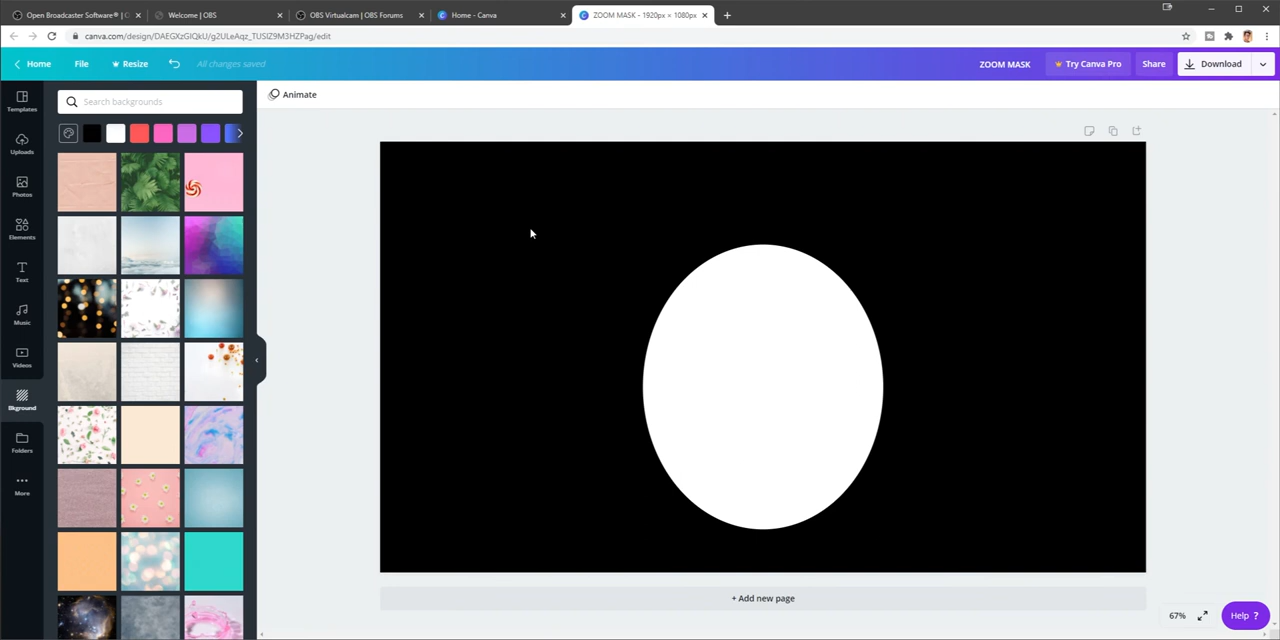 Open Broadcaster Software® | O
Welcome | OBS
OBS Virtualcam | OBS Forums
Home - Canva
ZOOM MASK - 1920px × 1080px
canva.com/design/DAEGXzGIQkU/g2ULeAqz_TUSIZ9M3HZPag/edit
Home
File
Resize
All changes saved
ZOOM MASK
Try Canva Pro
Share
Download
Templates
Uploads
Photos
Elements
Text
Music
Videos
Bkground
Folders
More
Search backgrounds
Animate
+ Add new page
67%
Help ?